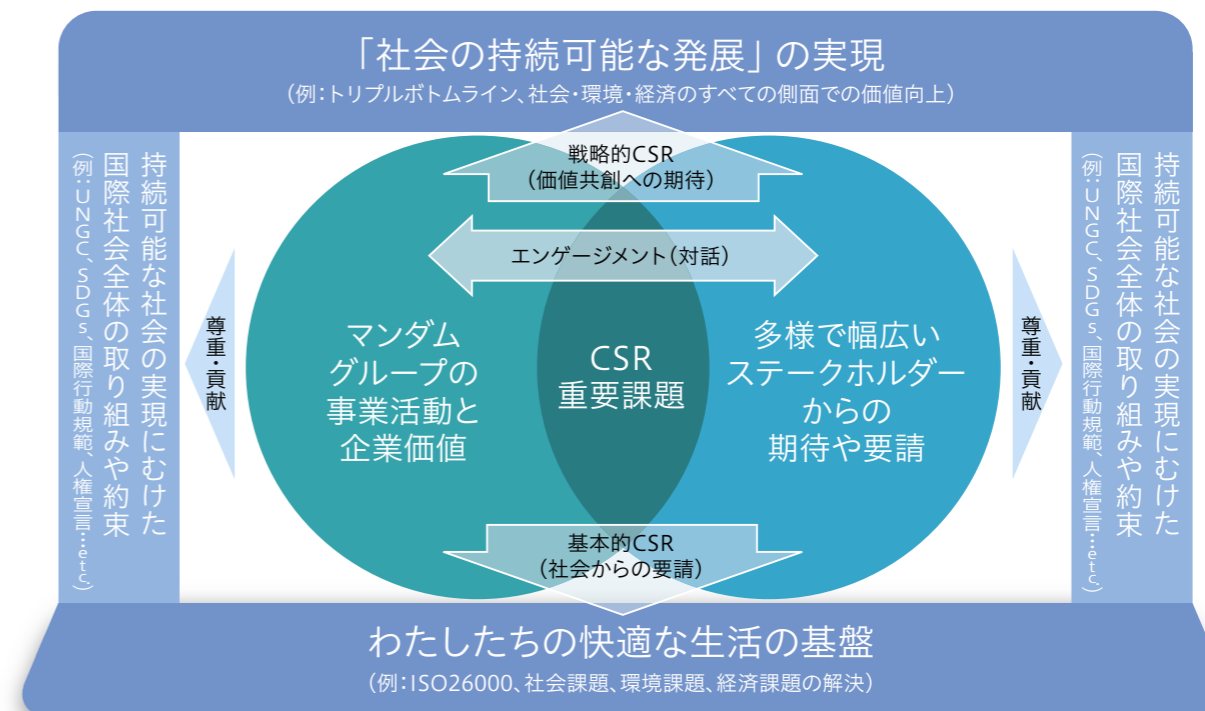 「社会の持続可能な発展」の実現
(例：トリプルボトムライン、社会・環境・経済のすべての側面での価値向上)
持続可能な社会の実現にむけた
国際社会全体の取り組みや約束
(例：UNGC、SDGs、国際行動規範、人権宣言…etc.)
尊重・貢献
戦略的CSR
(価値共創への期待)
エンゲージメント(対話)
マンダム
グループの
事業活動と
企業価値
CSR
重要課題
多様で幅広い
ステークホルダー
からの
期待や要請
基本的CSR
(社会からの要請)
尊重・貢献
持続可能な社会の実現にむけた
国際社会全体の取り組みや約束
(例：UNGC、SDGs、国際行動規範、人権宣言…etc.)
わたしたちの快適な生活の基盤
(例：ISO26000、社会課題、環境課題、経済課題の解決)